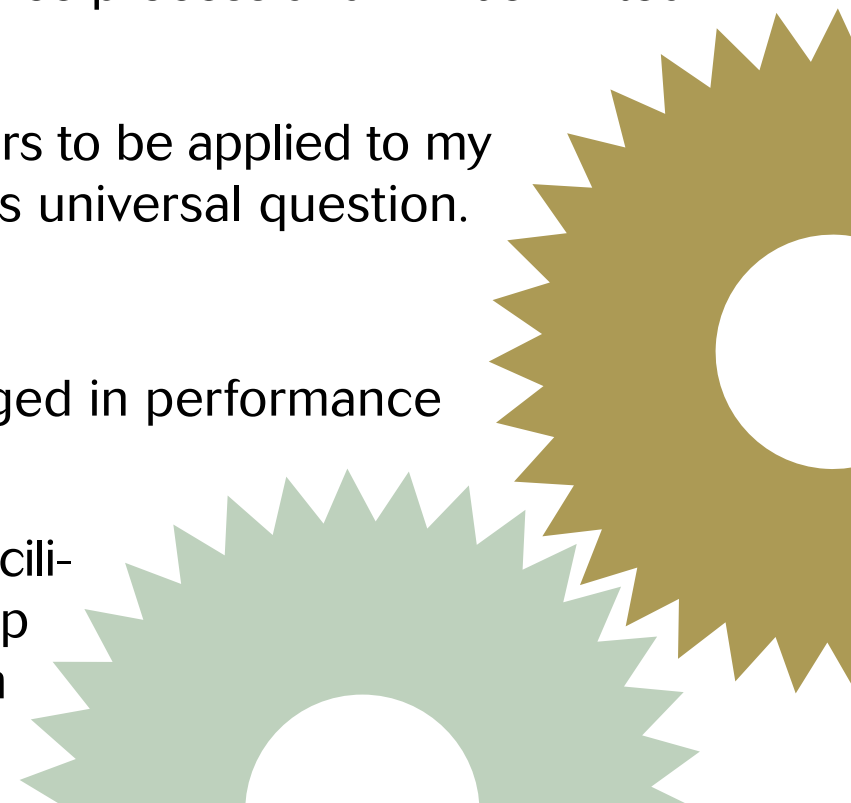 rs to be applied to my
s universal question.
ged in performance
cili-
p